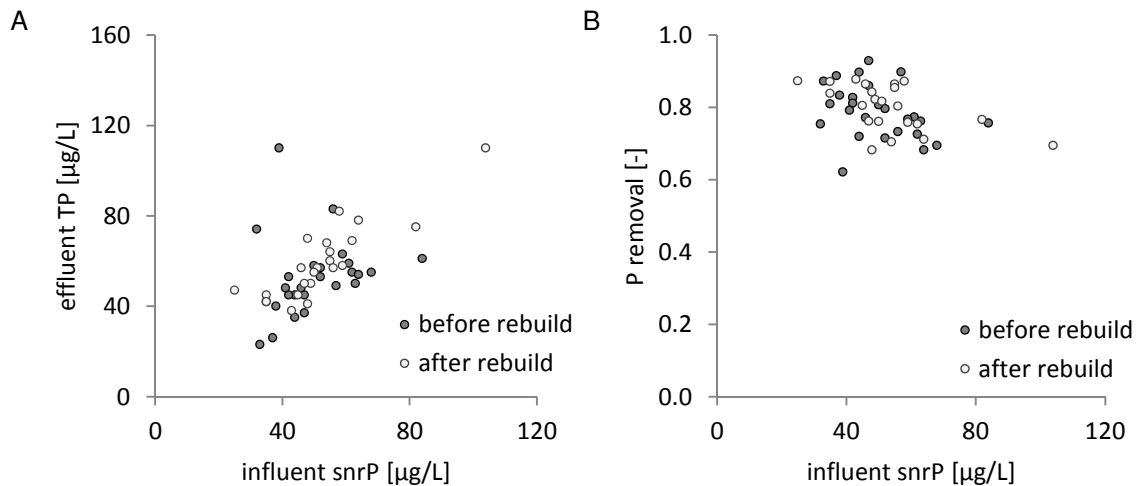 A
effluent TP [µg/L]
160
120
80
40
0
0 40 80 120
influent snrP [µg/L]
before rebuild
after rebuild
B
P removal [-]
1.0
0.8
0.6
0.4
0.2
0.0
0 40 80 120
influent snrP [µg/L]
before rebuild
after rebuild